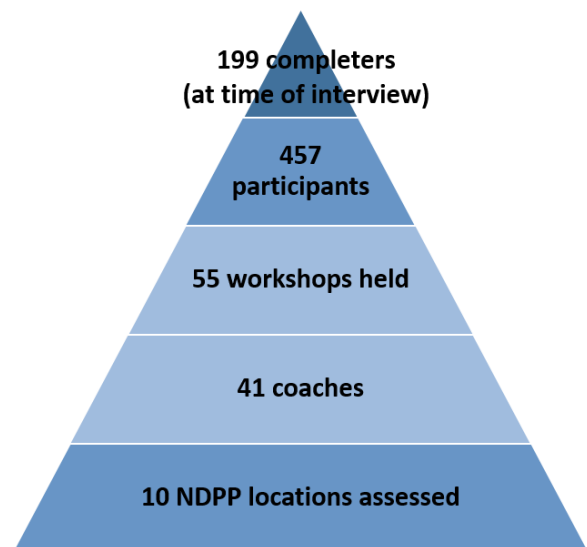 199 completers
(at time of interview)
457
participants
55 workshops held
41 coaches
10 NDPP locations assessed